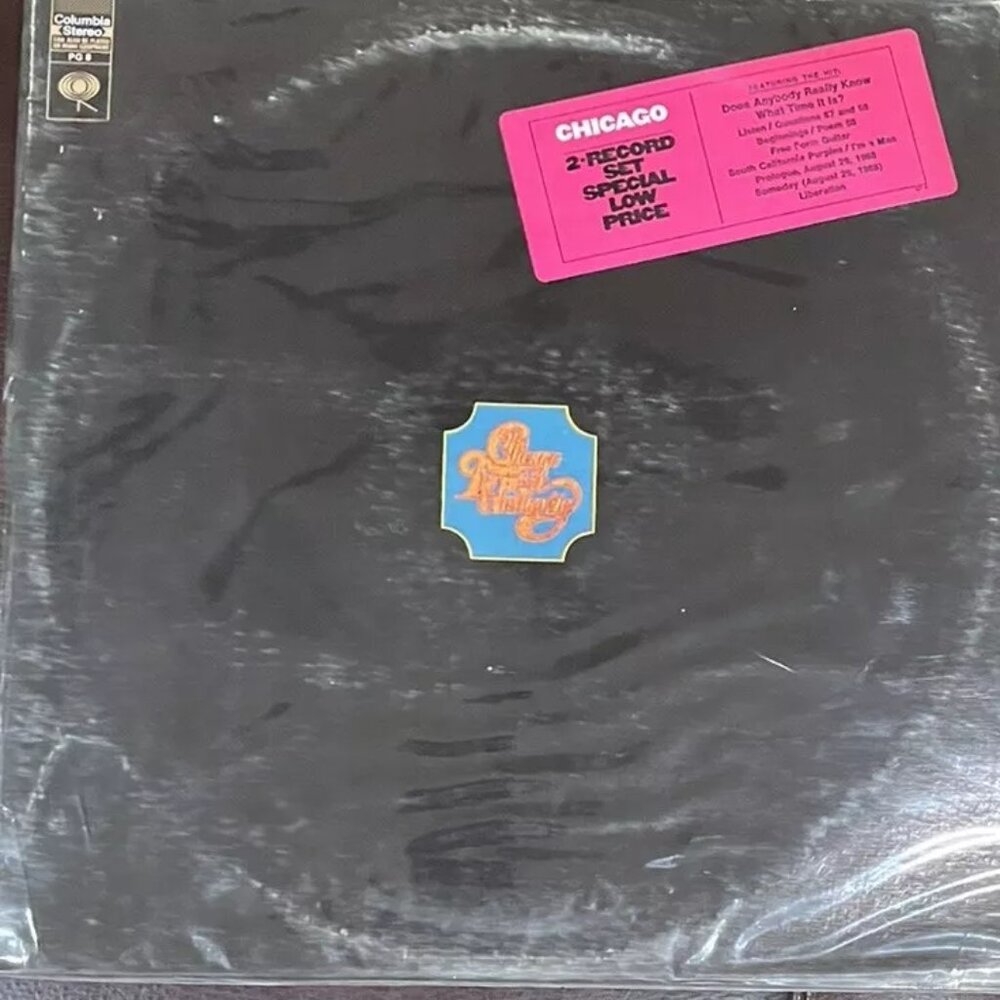 Columbia
Stereo
PG 8
CHICAGO
2-RECORD
SET
SPECIAL
LOW
PRICE
FEATURING THE HIT:
Does Anybody Really Know
What Time It Is?
Listen / Questions 67 and 68
Beginnings / Poem 58
Free Form Guitar
South California Purples / I'm a Man
Prologue, August 29, 1968
Someday (August 29, 1968)
Liberation
Chicago
Transit
Authority